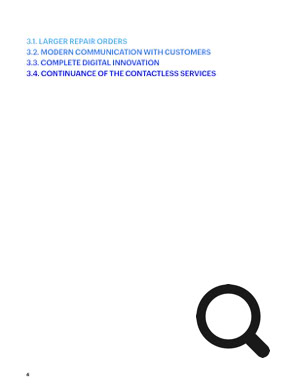 3.1. LARGER REPAIR ORDERS
3.2. MODERN COMMUNICATION WITH CUSTOMERS
3.3. COMPLETE DIGITAL INNOVATION
3.4. CONTINUANCE OF THE CONTACTLESS SERVICES